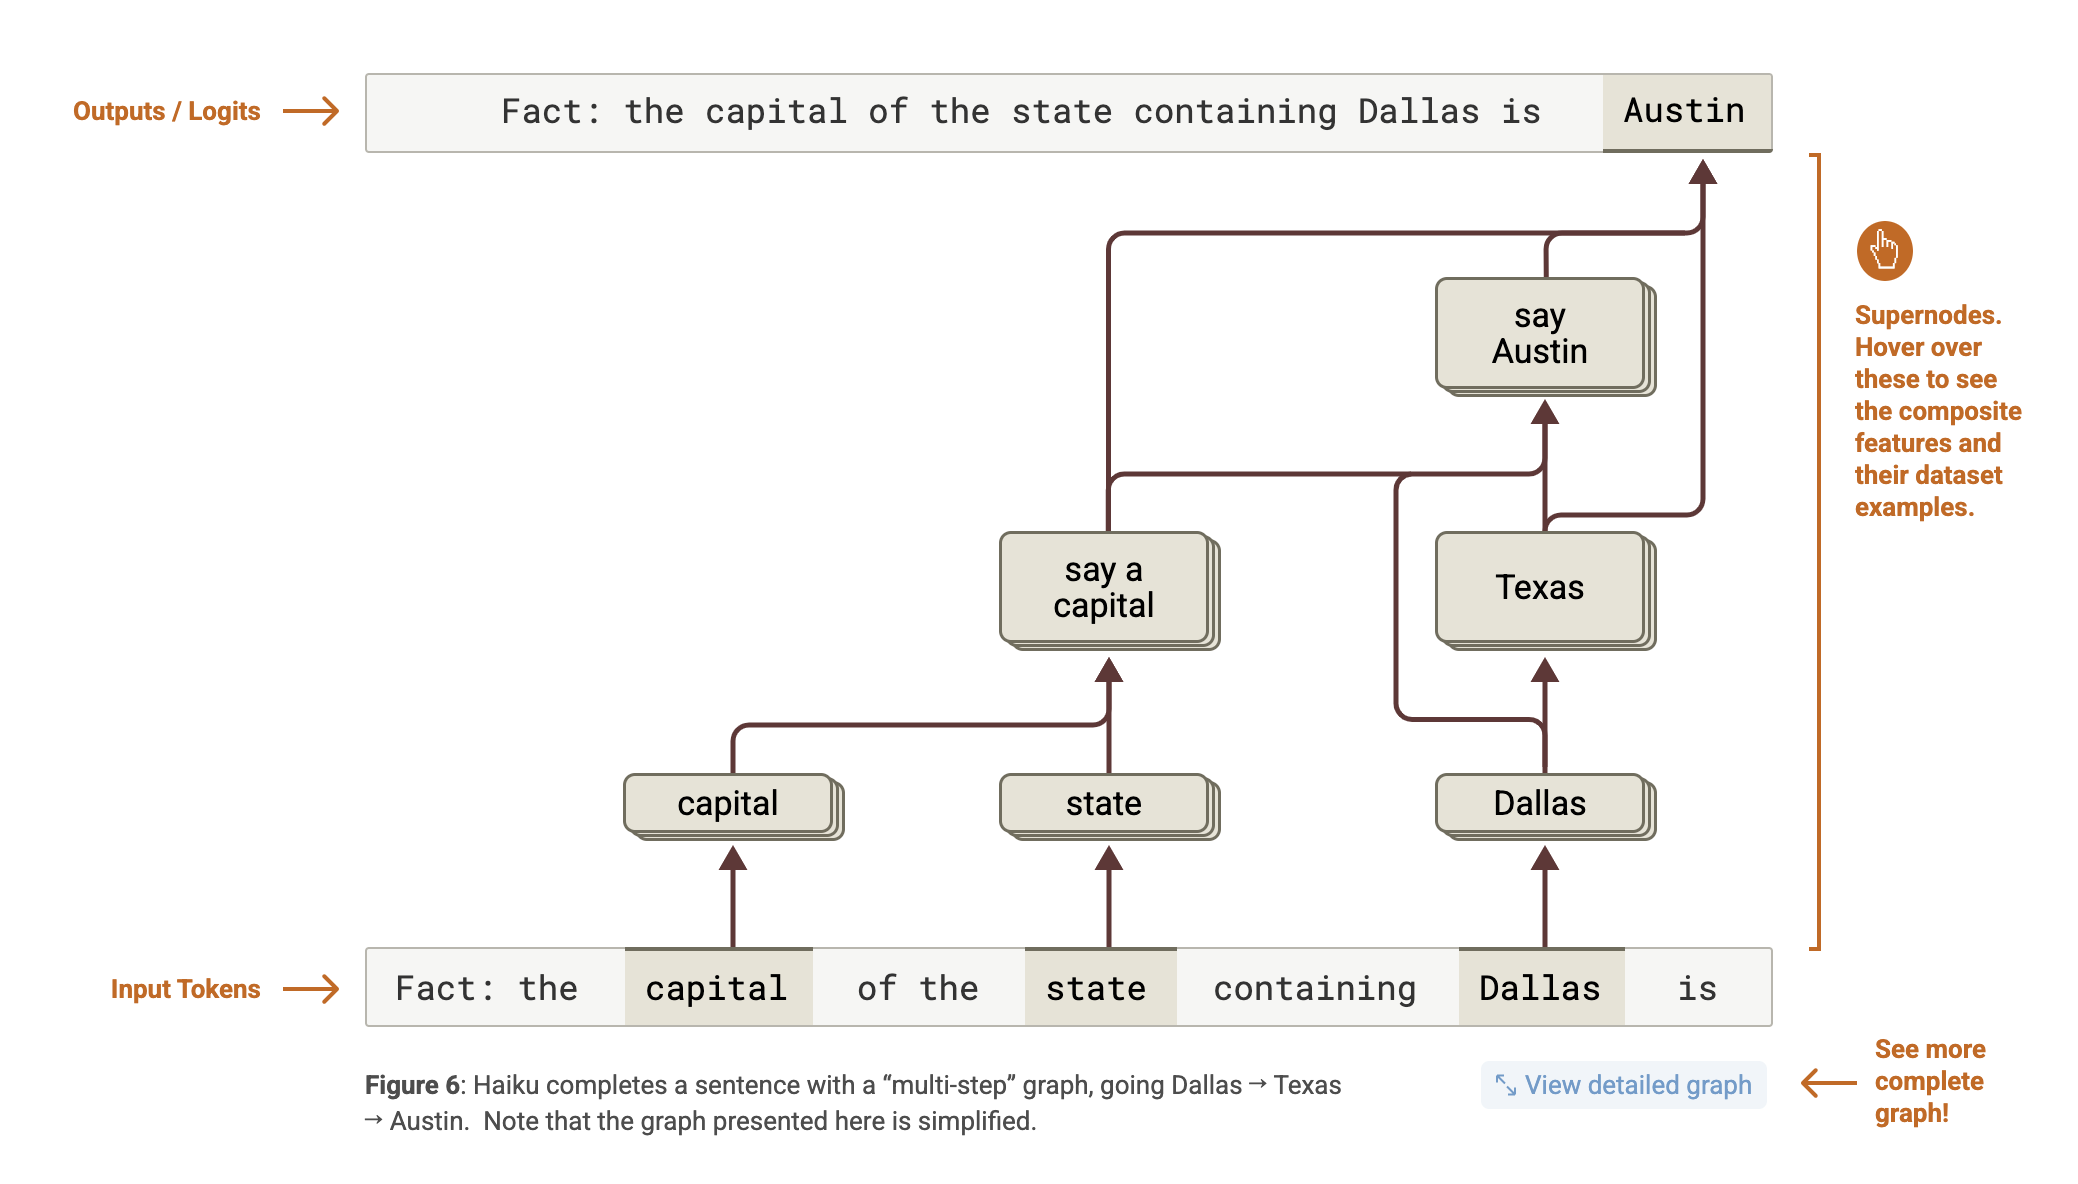 Outputs / Logits →
Fact: the capital of the state containing Dallas is Austin
say
Austin
Supernodes.
Hover over
these to see
the composite
features and
their dataset
examples.
say a
capital
Texas
capital
state
Dallas
Input Tokens →
Fact: the capital of the state containing Dallas is
Figure 6: Haiku completes a sentence with a “multi-step” graph, going Dallas → Texas
→ Austin. Note that the graph presented here is simplified.
View detailed graph
See more
complete
graph!